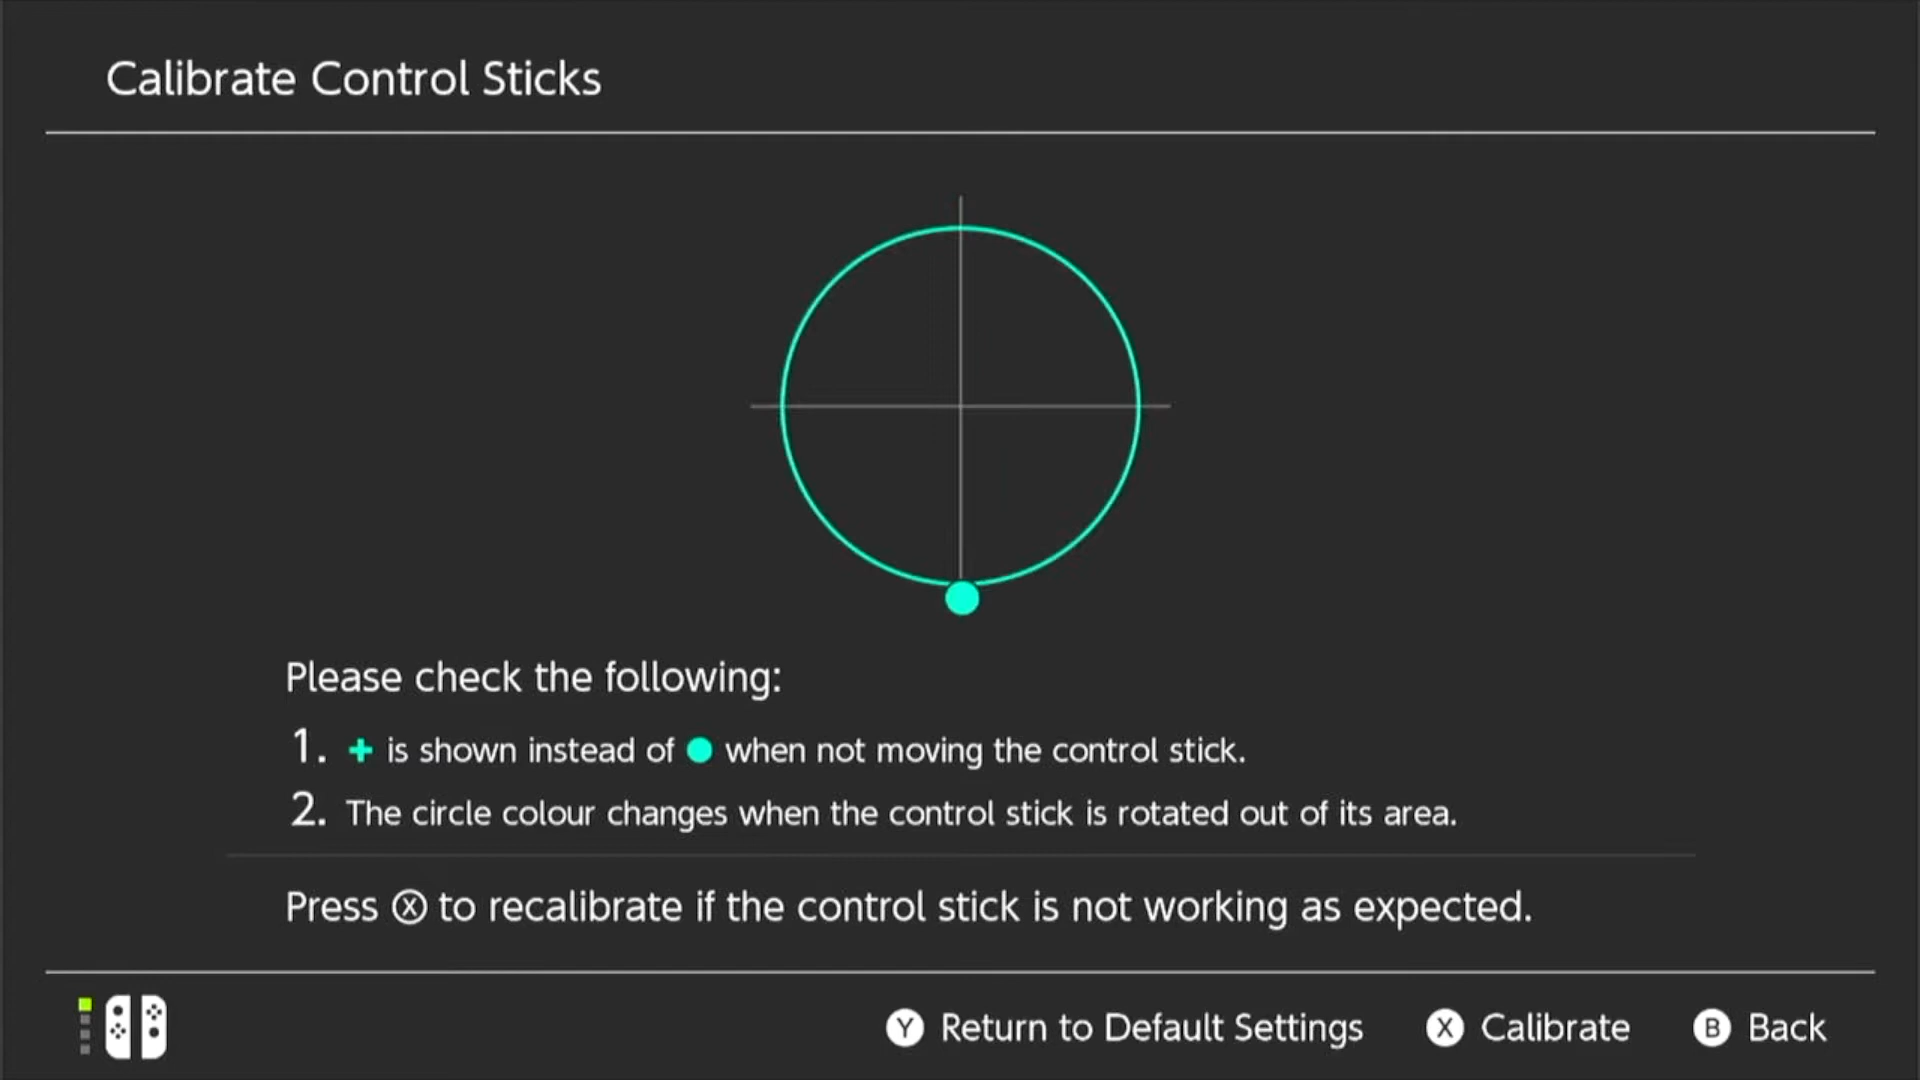 Calibrate Control Sticks
Please check the following:
1. + is shown instead of ● when not moving the control stick.
2. The circle colour changes when the control stick is rotated out of its area.
Press Ⓧ to recalibrate if the control stick is not working as expected.
Ⓨ Return to Default Settings Ⓧ Calibrate Ⓑ Back